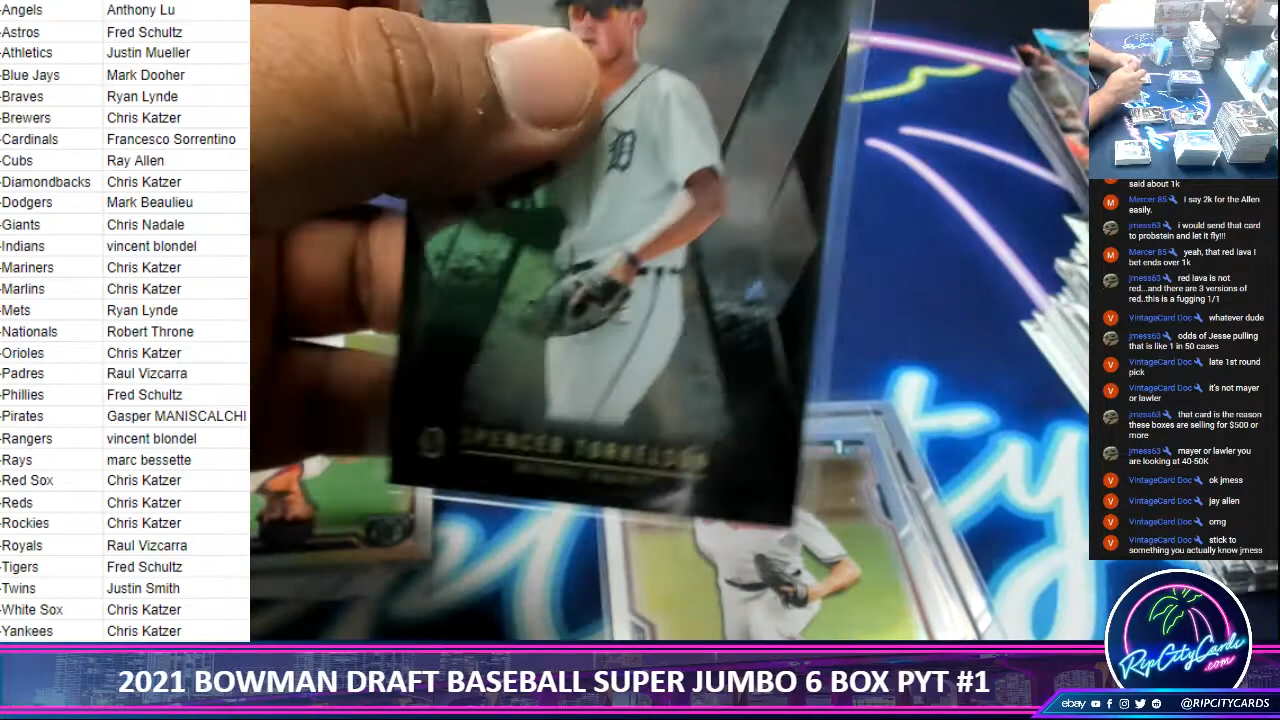 -Angels Anthony Lu
-Astros Fred Schultz
-Athletics Justin Mueller
-Blue Jays Mark Dooher
-Braves Ryan Lynde
-Brewers Chris Katzer
-Cardinals Francesco Sorrentino
-Cubs Ray Allen
-Diamondbacks Chris Katzer
-Dodgers Mark Beaulieu
-Giants Chris Nadale
-Indians vincent blondel
-Mariners Chris Katzer
-Marlins Chris Katzer
-Mets Ryan Lynde
-Nationals Robert Throne
-Orioles Chris Katzer
-Padres Raul Vizcarra
-Phillies Fred Schultz
-Pirates Gasper MANISCALCHI
-Rangers vincent blondel
-Rays marc bessette
-Red Sox Chris Katzer
-Reds Chris Katzer
-Rockies Chris Katzer
-Royals Raul Vizcarra
-Tigers Fred Schultz
-Twins Justin Smith
-White Sox Chris Katzer
-Yankees Chris Katzer
D
SPENCER TORKELSON
said about 1k
M Mercer 85 I say 2k for the Allen
easily.
jmess63 i would send that card
to probstein and let it fly!!!
M Mercer 85 yeah, that red lava I
bet ends over 1k
jmess63 red lava is not
red...and there are 3 versions of
red..this is a fugging 1/1
V VintageCard Doc whatever dude
jmess63 odds of Jesse pulling
that is like 1 in 50 cases
V VintageCard Doc late 1st round
pick
V VintageCard Doc it's not mayer
or lawler
jmess63 that card is the reason
these boxes are selling for $500 or
more
jmess63 mayer or lawler you
are looking at 40-50K
V VintageCard Doc ok jmess
V VintageCard Doc jay allen
V VintageCard Doc omg
V VintageCard Doc stick to
something you actually know jmess
RipCityCards
.com
2021 BOWMAN DRAFT BASEBALL SUPER JUMBO 6 BOX PYT #1
ebay @RIPCITYCARDS